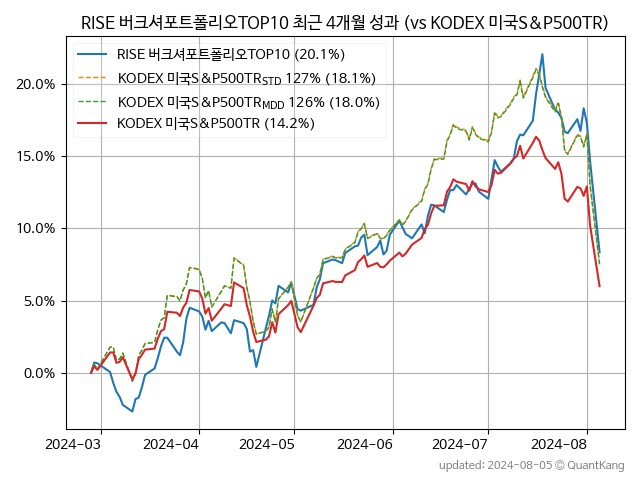 RISE 버크셔포트폴리오TOP10 최근 4개월 성과 (vs KODEX 미국S&P500TR)
RISE 버크셔포트폴리오TOP10 (20.1%)
KODEX 미국S&P500TRSTD 127% (18.1%)
KODEX 미국S&P500TRMDD 126% (18.0%)
KODEX 미국S&P500TR (14.2%)
20.0%
15.0%
10.0%
5.0%
0.0%
2024-03 2024-04 2024-05 2024-06 2024-07 2024-08
updated: 2024-08-05 © QuantKang